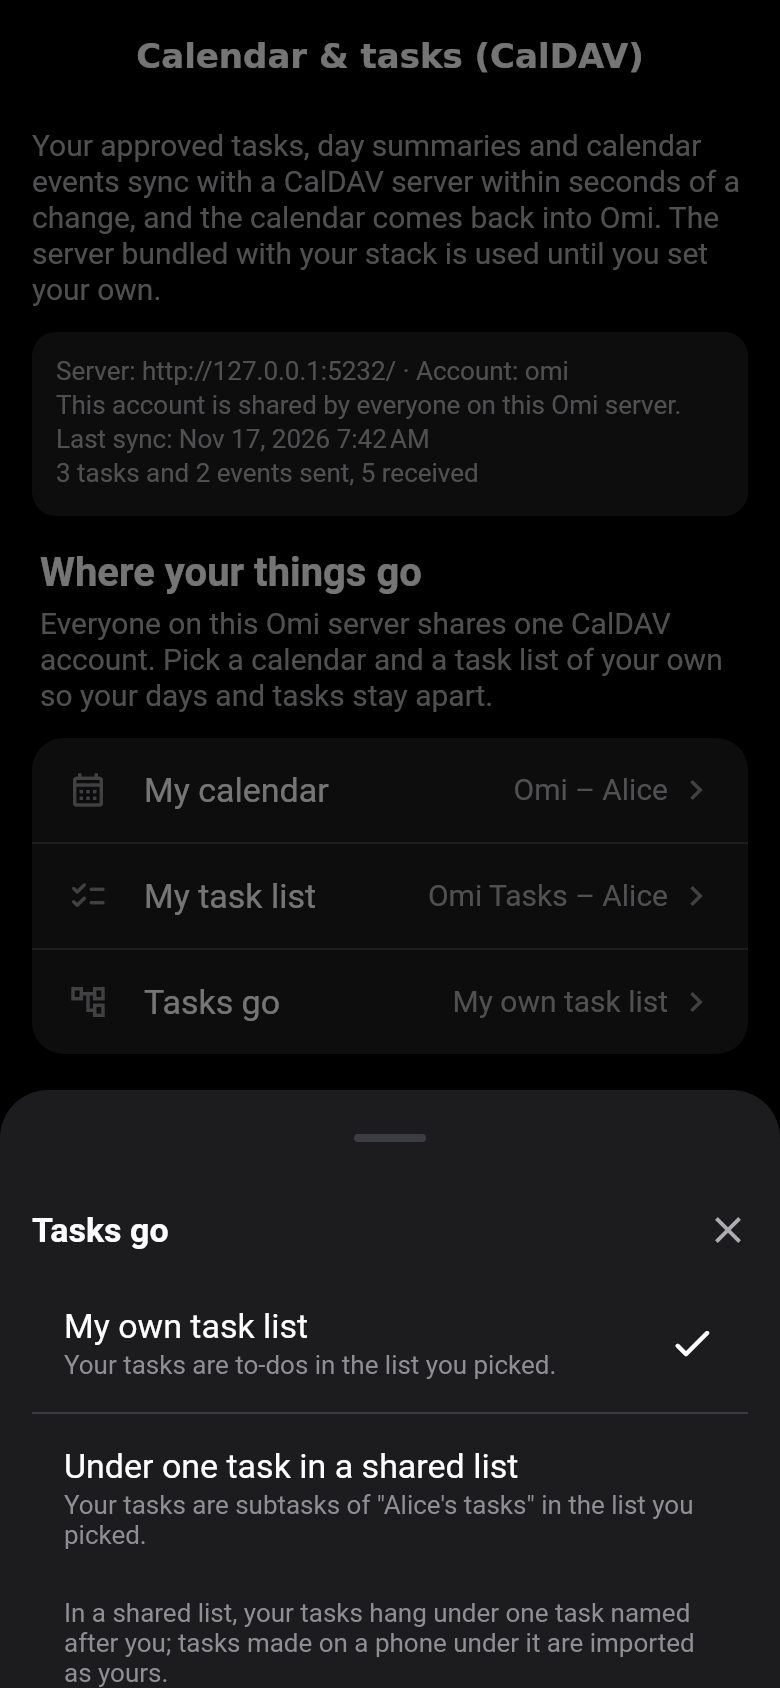 Calendar & tasks (CalDAV)
Your approved tasks, day summaries and calendar
events sync with a CalDAV server within seconds of a
change, and the calendar comes back into Omi. The
server bundled with your stack is used until you set
your own.
Server: http://127.0.0.1:5232/ · Account: omi
This account is shared by everyone on this Omi server.
Last sync: Nov 17, 2026 7:42 AM
3 tasks and 2 events sent, 5 received
Where your things go
Everyone on this Omi server shares one CalDAV
account. Pick a calendar and a task list of your own
so your days and tasks stay apart.
My calendar Omi – Alice
My task list Omi Tasks – Alice
Tasks go My own task list
Tasks go
My own task list
Your tasks are to-dos in the list you picked.
Under one task in a shared list
Your tasks are subtasks of "Alice's tasks" in the list you
picked.
In a shared list, your tasks hang under one task named
after you; tasks made on a phone under it are imported
as yours.